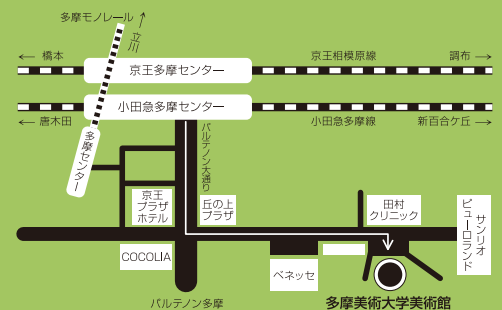 多摩モノレール
↗
立川
← 橋本
京王多摩センター
京王相模原線
調布 →
小田急多摩センター
← 唐木田
小田急多摩線
新百合ケ丘 →
多摩センター
パルテノン大通り
京王
プラザ
ホテル
丘の上
プラザ
田村
クリニック
サンリオ
ピューロランド
COCOLIA
ベネッセ
パルテノン多摩
多摩美術大学美術館